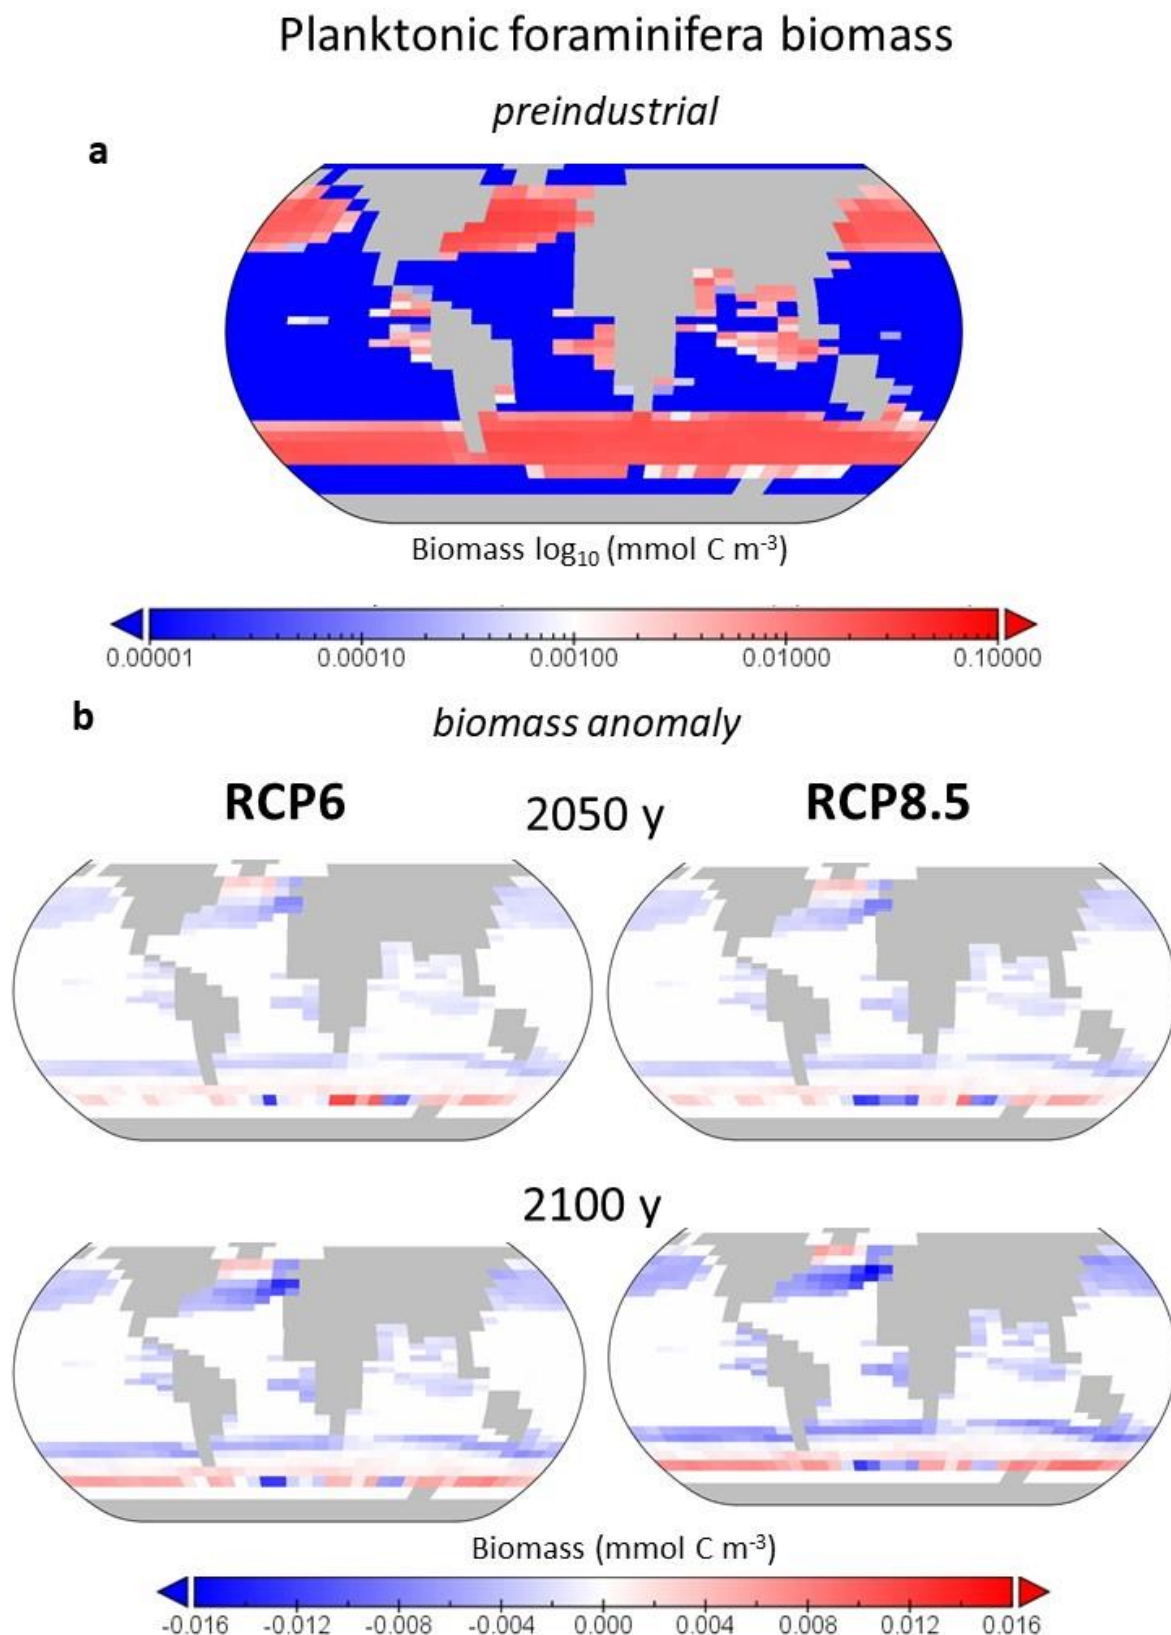 Planktonic foraminifera biomass
preindustrial
a
Biomass log₁₀ (mmol C m⁻³)
0.00001 0.00010 0.00100 0.01000 0.10000
b
biomass anomaly
RCP6 2050 y RCP8.5
2100 y
Biomass (mmol C m⁻³)
-0.016 -0.012 -0.008 -0.004 0.000 0.004 0.008 0.012 0.016